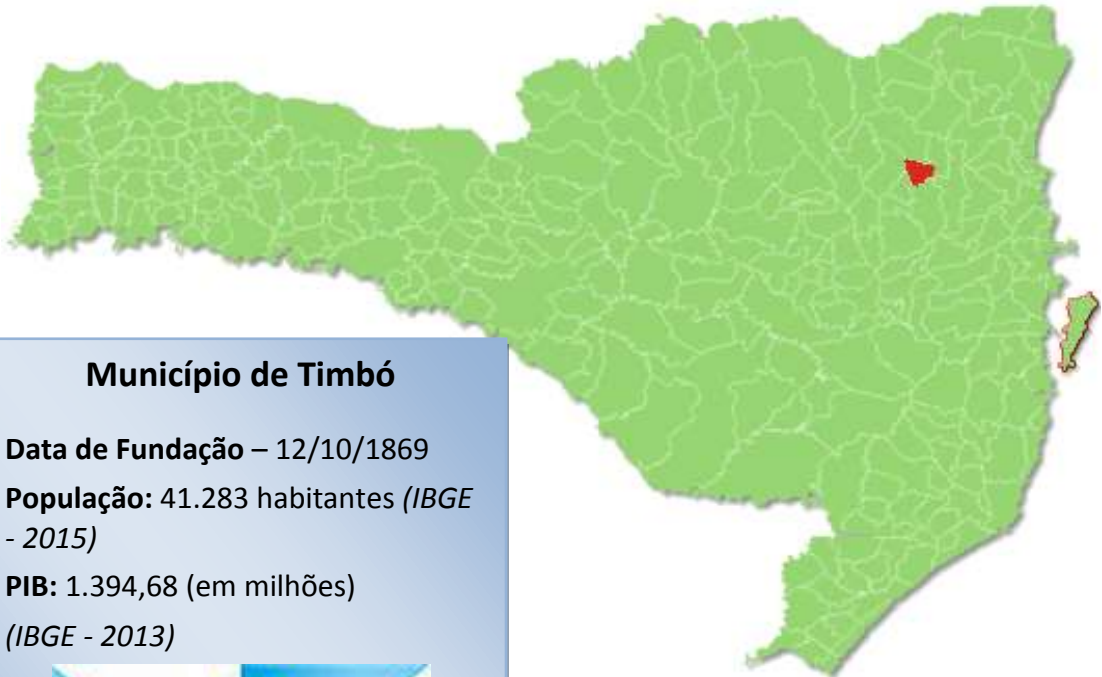 Município de Timbó
Data de Fundação – 12/10/1869
População: 41.283 habitantes (IBGE
- 2015)
PIB: 1.394,68 (em milhões)
(IBGE - 2013)